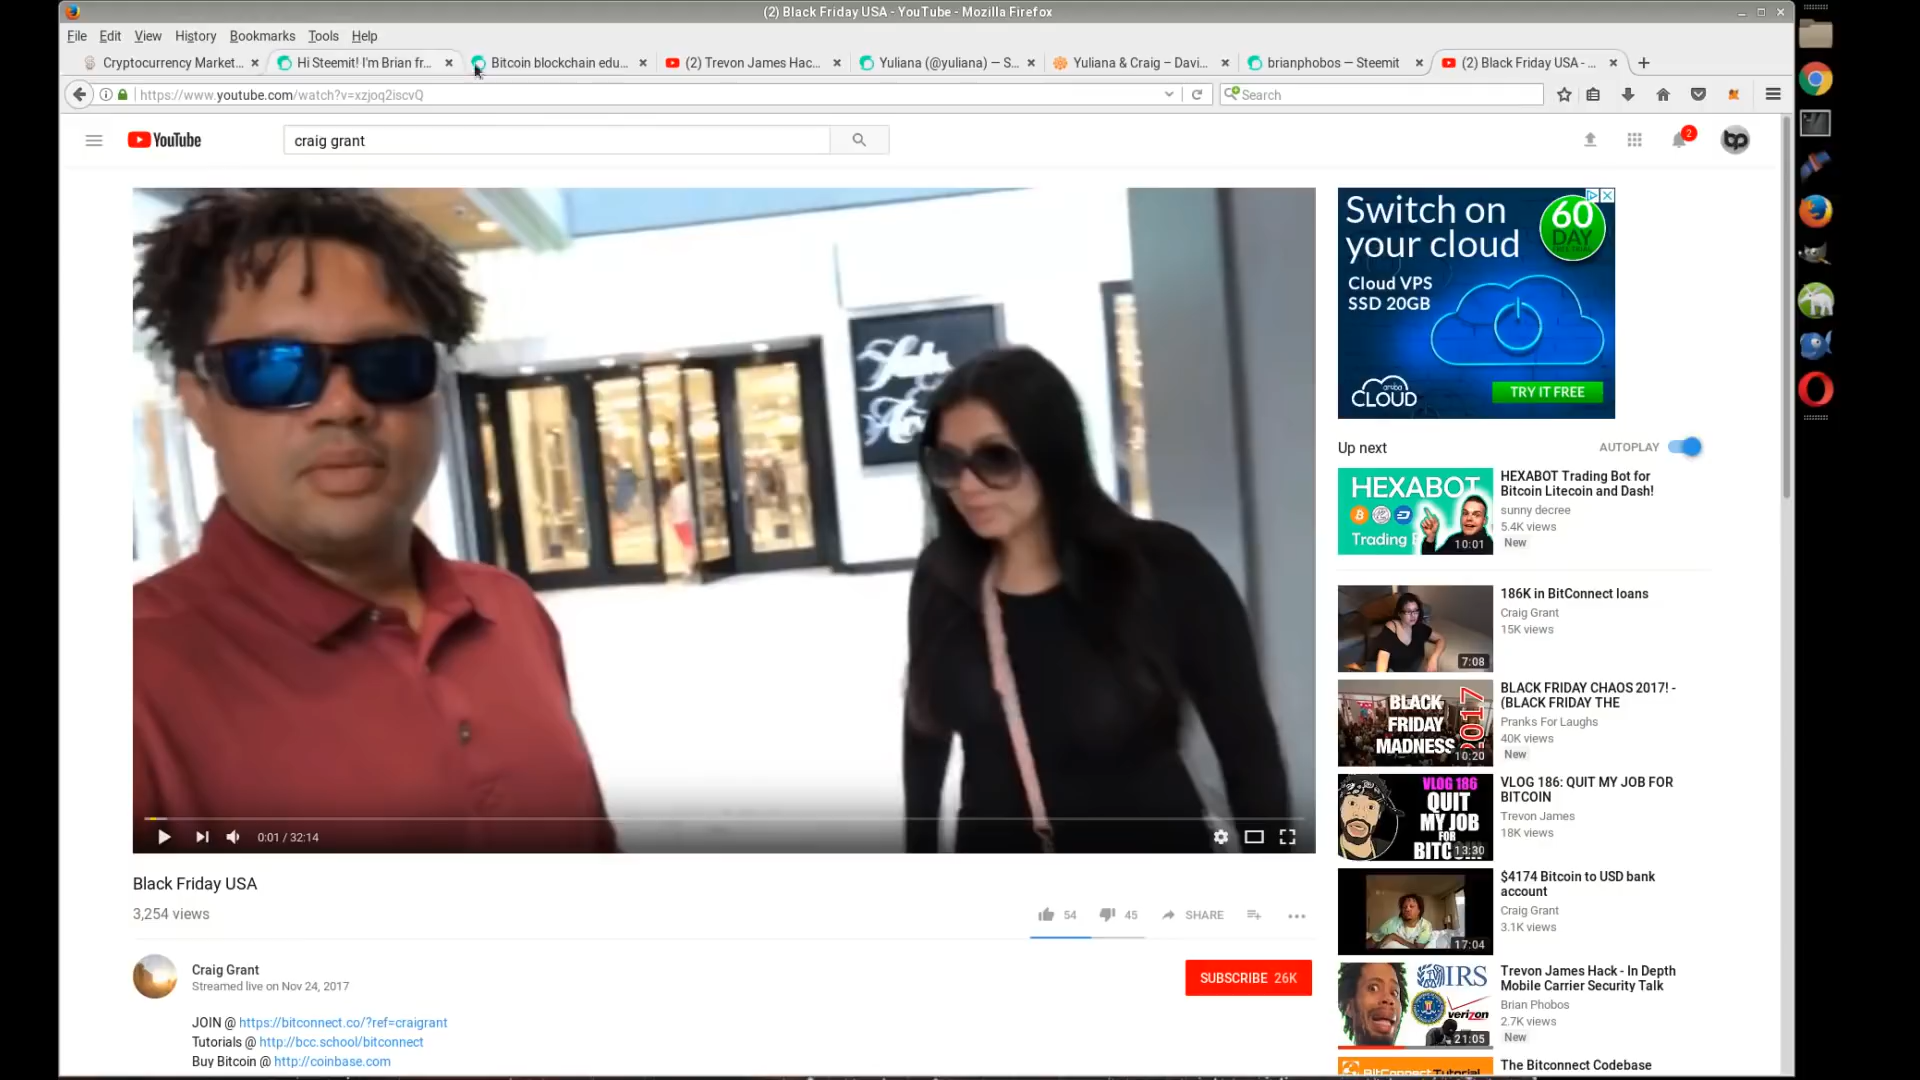 (2) Black Friday USA - YouTube - Mozilla Firefox
File Edit View History Bookmarks Tools Help
Cryptocurrency Market...
Hi Steemit! I'm Brian fr...
Bitcoin blockchain edu...
(2) Trevon James Hac...
Yuliana (@yuliana) — S...
Yuliana & Craig – Davi...
brianphobos — Steemit
(2) Black Friday USA - ...
https://www.youtube.com/watch?v=xzjoq2iscvQ
Search
YouTube
craig grant
2
bp
Switch on
your cloud
60
DAY
Cloud VPS
SSD 20GB
aruba
CLOUD
TRY IT FREE
Up next
AUTOPLAY
HEXABOT
Trading
10:01
HEXABOT Trading Bot for
Bitcoin Litecoin and Dash!
sunny decree
5.4K views
New
7:08
186K in BitConnect loans
Craig Grant
15K views
BLACK
FRIDAY
MADNESS
2017
10:20
BLACK FRIDAY CHAOS 2017! -
(BLACK FRIDAY THE
Pranks For Laughs
40K views
New
VLOG 186
QUIT
MY JOB
FOR
13:30
VLOG 186: QUIT MY JOB FOR
BITCOIN
Trevon James
18K views
17:04
$4174 Bitcoin to USD bank
account
Craig Grant
3.1K views
IRS
verizon
21:05
Trevon James Hack - In Depth
Mobile Carrier Security Talk
Brian Phobos
2.7K views
New
BitConnect Tutorial
The Bitconnect Codebase
0:01 / 32:14
Black Friday USA
3,254 views
54
45
SHARE
Craig Grant
Streamed live on Nov 24, 2017
SUBSCRIBE 26K
JOIN @ https://bitconnect.co/?ref=craigrant
Tutorials @ http://bcc.school/bitconnect
Buy Bitcoin @ http://coinbase.com